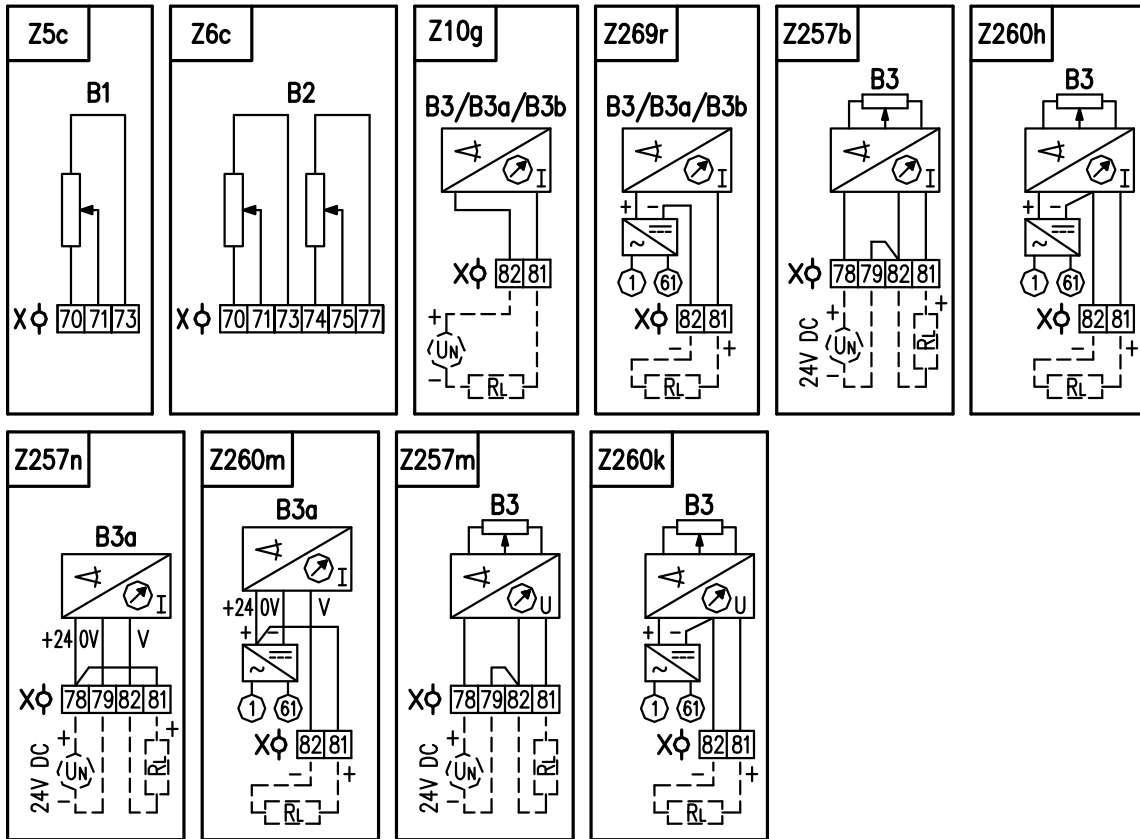 Z5c
B1
X 70 71 73
Z6c
B2
X 70 71 73 74 75 77
Z10g
B3/B3a/B3b
I
X 82 81
+
UN
−
RL
Z269r
B3/B3a/B3b
I
+ −
~
1 61
X 82 81
− +
RL
Z257b
B3
I
X 78 79 82 81
24V DC
+ +
UN RL
−
Z260h
B3
I
+ −
~
1 61
X 82 81
− +
RL
Z257n
B3a
I
+24 0V V
X 78 79 82 81
24V DC
+ +
UN RL
−
Z260m
B3a
I
+24 0V V
+ −
~
1 61
X 82 81
− +
RL
Z257m
B3
U
X 78 79 82 81
24V DC
+ +
UN RL
−
Z260k
B3
U
+ −
~
1 61
X 82 81
− +
RL